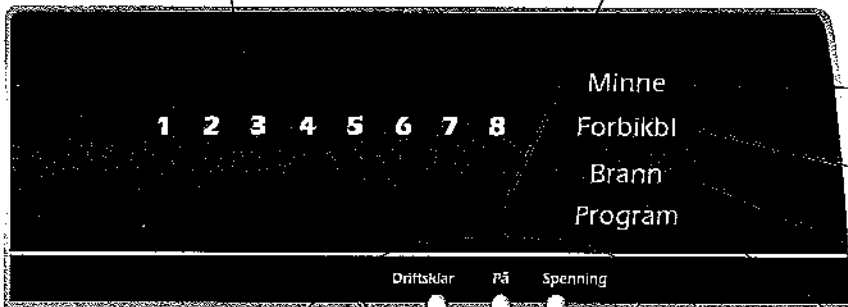 Minne
1 2 3 4 5 6 7 8 Forbikbl
Brann
Program
Driftsklar På Spenning